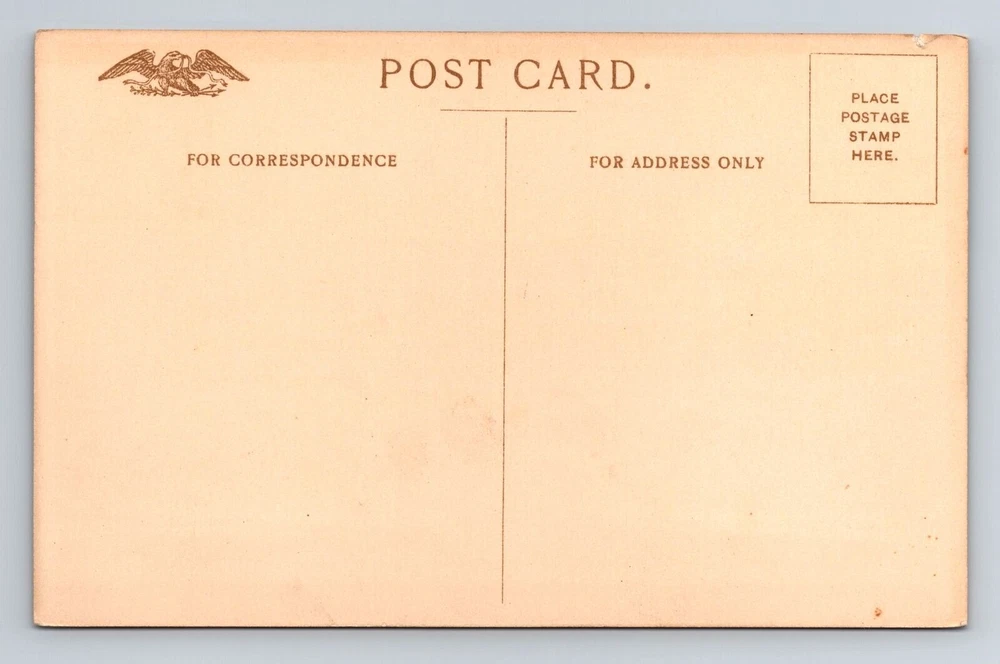 POST CARD.
FOR CORRESPONDENCE
FOR ADDRESS ONLY
PLACE
POSTAGE
STAMP
HERE.